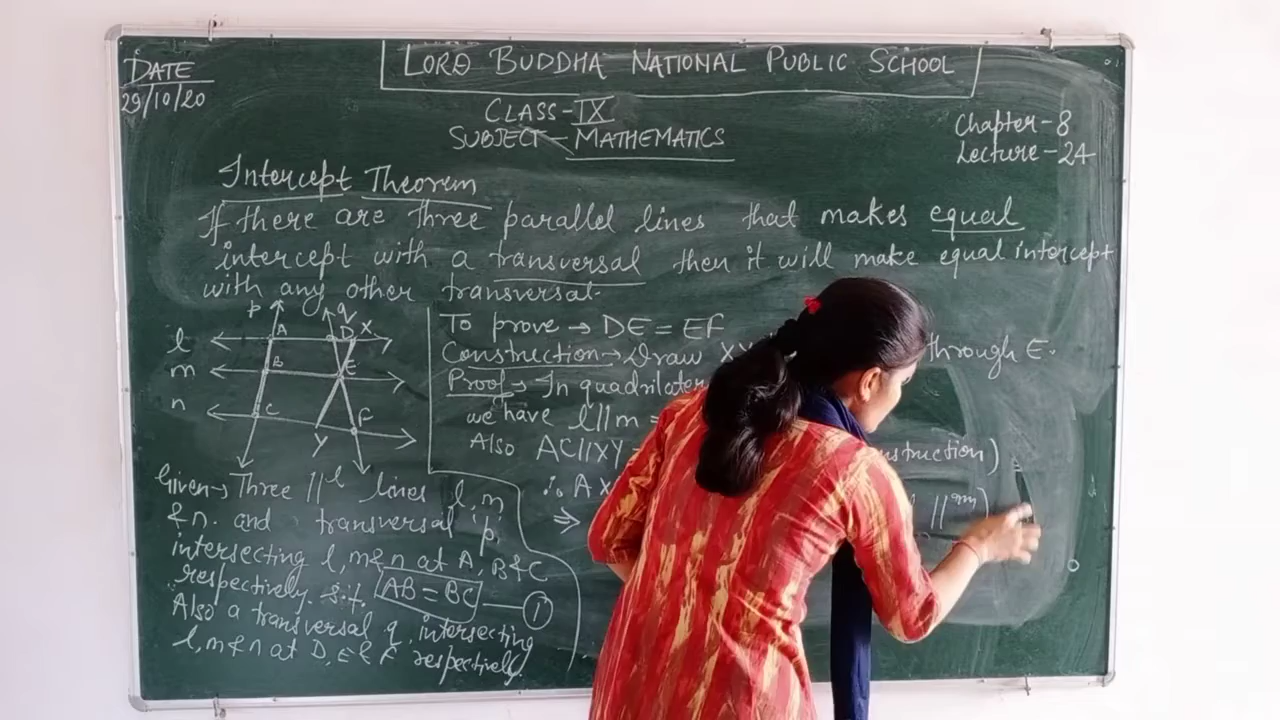 DATE
29/10/20
LORD BUDDHA NATIONAL PUBLIC SCHOOL
CLASS-IX
SUBJECT - MATHEMATICS
Chapter-8
Lecture-24
Intercept Theorem
If there are three parallel lines that makes equal
intercept with a transversal then it will make equal intercept
with any other transversal.
p q
l A D X
m B E
n C F
Y
Given → Three ||el lines l, m
& n. and transversal p,
intersecting l, m & n at A, B & C
respectively. s.t. AB = BC — ①
Also a transversal q, intersecting
l, m & n at D, E & F respectively.
To prove → DE = EF
Construction → Draw XY through E.
Proof → In quadrilater
we have l||m =
Also AC||XY nstruction)
∴ AX
⇒ ||gm)